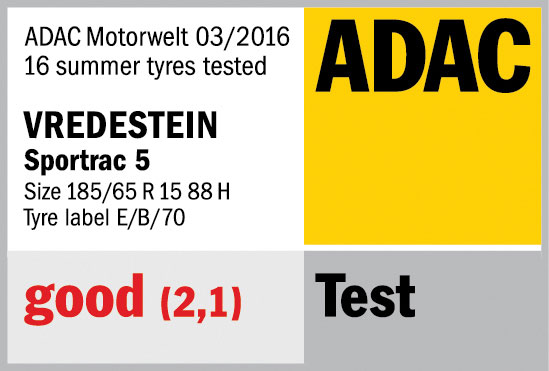 ADAC Motorwelt 03/2016
16 summer tyres tested
VREDESTEIN
Sportrac 5
Size 185/65 R 15 88 H
Tyre label E/B/70
good (2,1)
ADAC
Test